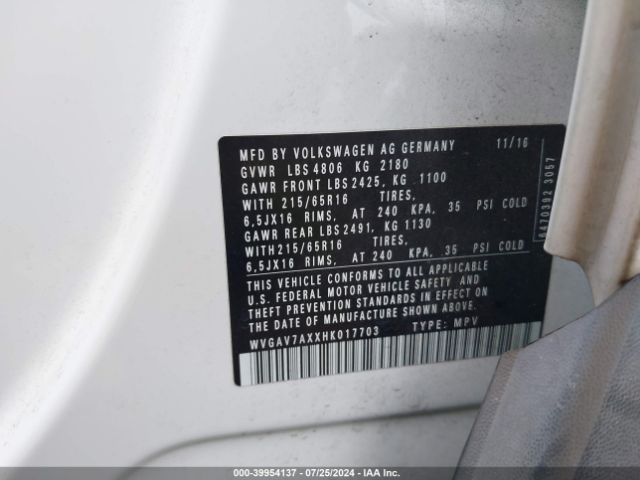 MFD BY VOLKSWAGEN AG GERMANY 11/16
GVWR LBS 4806 KG 2180
GAWR FRONT LBS 2425, KG 1100
WITH 215/65R16 TIRES,
6,5JX16 RIMS, AT 240 KPA, 35 PSI COLD
GAWR REAR LBS 2491, KG 1130
WITH 215/65R16 TIRES,
6,5JX16 RIMS, AT 240 KPA, 35 PSI COLD
THIS VEHICLE CONFORMS TO ALL APPLICABLE
U.S. FEDERAL MOTOR VEHICLE SAFETY AND
THEFT PREVENTION STANDARDS IN EFFECT
ON THE DATE OF MANUFACTURE SHOWN ABOVE.
WVGAV7AXXHK017703 TYPE: MPV
6470392 3057
000-39954137 - 07/25/2024 - IAA Inc.